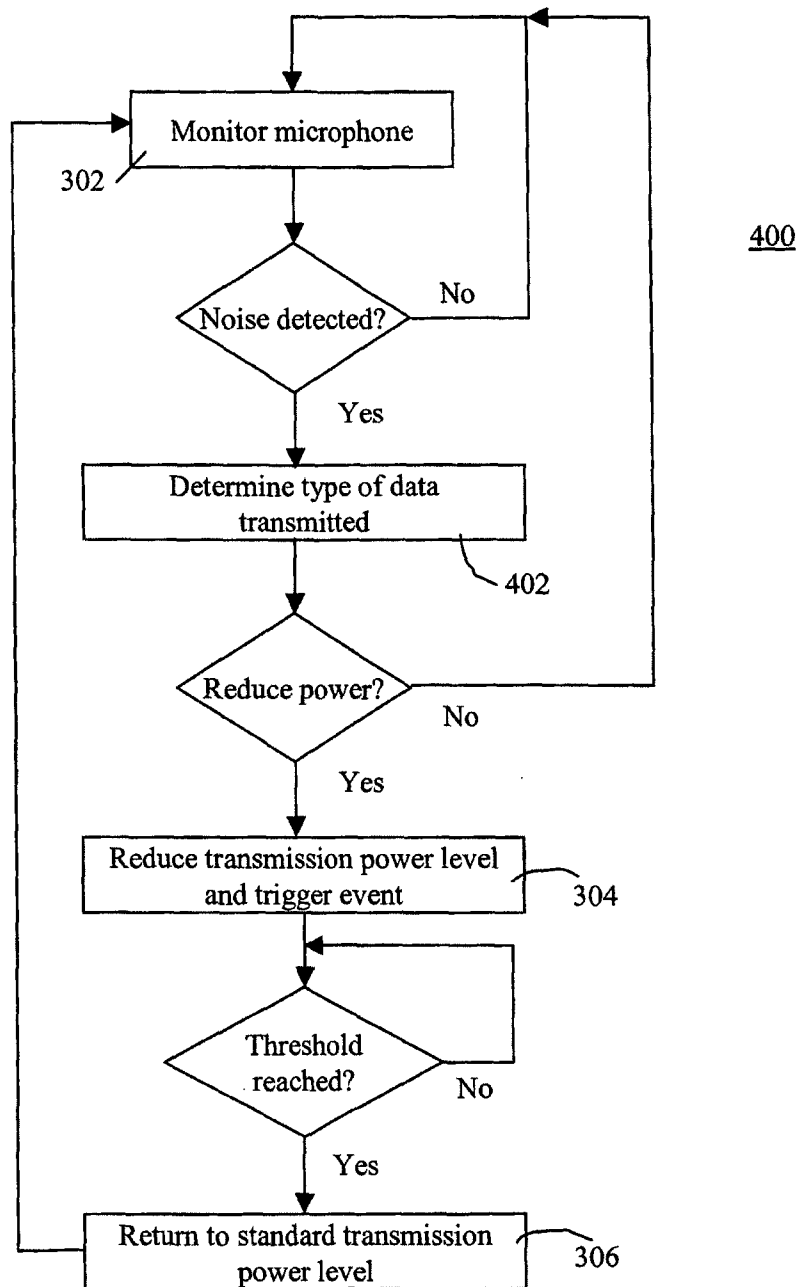 Monitor microphone
302
400
Noise detected?
No
Yes
Determine type of data
transmitted
402
Reduce power?
No
Yes
Reduce transmission power level
and trigger event
304
Threshold
reached?
No
Yes
Return to standard transmission
power level
306